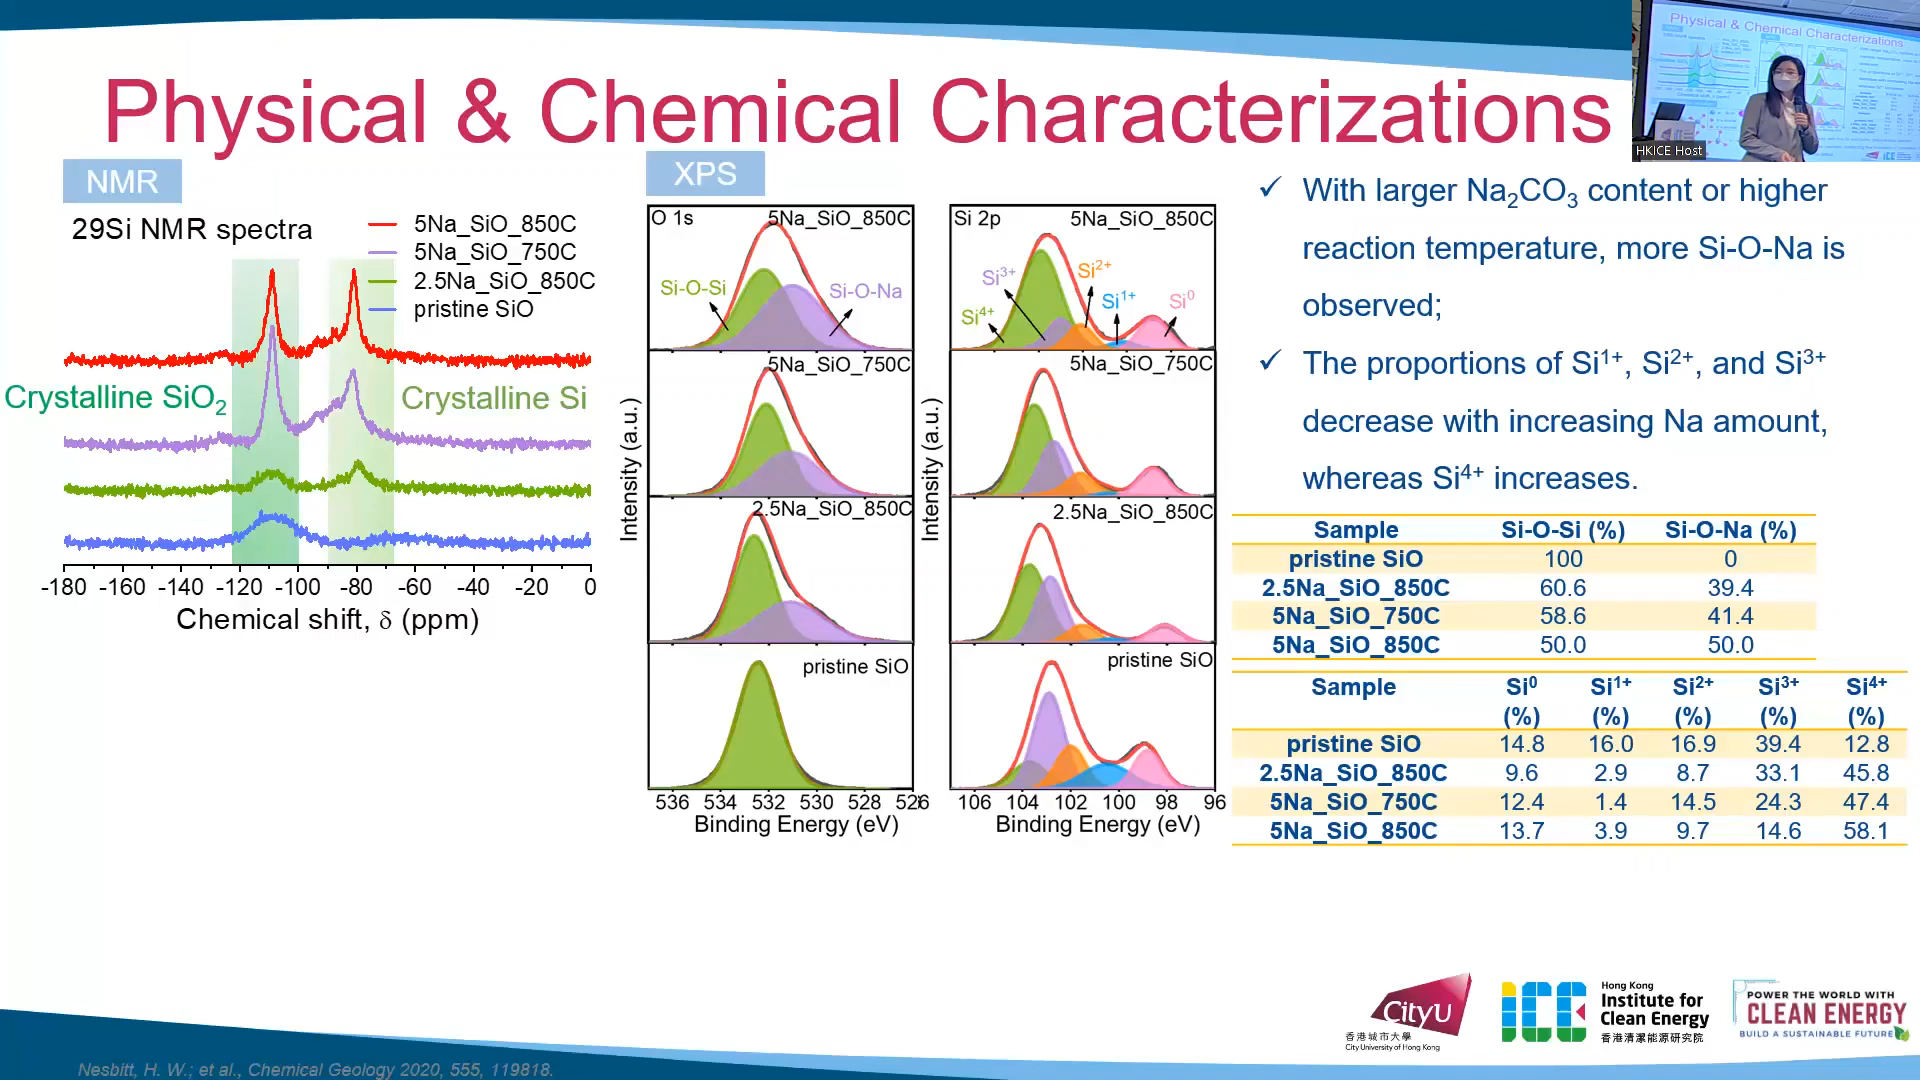 Physical & Chemical Characterizations
HKICE Host
NMR
29Si NMR spectra
5Na_SiO_850C
5Na_SiO_750C
2.5Na_SiO_850C
pristine SiO
Crystalline SiO₂
Crystalline Si
-180 -160 -140 -120 -100 -80 -60 -40 -20 0
Chemical shift, δ (ppm)
XPS
O 1s
5Na_SiO_850C
Si-O-Si
Si-O-Na
5Na_SiO_750C
2.5Na_SiO_850C
pristine SiO
Intensity (a.u.)
536 534 532 530 528 526
Binding Energy (eV)
Si 2p
5Na_SiO_850C
Si⁴⁺
Si³⁺
Si²⁺
Si¹⁺
Si⁰
5Na_SiO_750C
2.5Na_SiO_850C
pristine SiO
Intensity (a.u.)
106 104 102 100 98 96
Binding Energy (eV)
✓ With larger Na₂CO₃ content or higher
reaction temperature, more Si-O-Na is
observed;
✓ The proportions of Si¹⁺, Si²⁺, and Si³⁺
decrease with increasing Na amount,
whereas Si⁴⁺ increases.
Sample Si-O-Si (%) Si-O-Na (%)
pristine SiO 100 0
2.5Na_SiO_850C 60.6 39.4
5Na_SiO_750C 58.6 41.4
5Na_SiO_850C 50.0 50.0
Sample Si⁰ Si¹⁺ Si²⁺ Si³⁺ Si⁴⁺
(%) (%) (%) (%) (%)
pristine SiO 14.8 16.0 16.9 39.4 12.8
2.5Na_SiO_850C 9.6 2.9 8.7 33.1 45.8
5Na_SiO_750C 12.4 1.4 14.5 24.3 47.4
5Na_SiO_850C 13.7 3.9 9.7 14.6 58.1
CityU
香港城市大學
City University of Hong Kong
ICE
Hong Kong
Institute for
Clean Energy
香港清潔能源研究院
POWER THE WORLD WITH
CLEAN ENERGY
BUILD A SUSTAINABLE FUTURE
Nesbitt, H. W.; et al., Chemical Geology 2020, 555, 119818.
Physical & Chemical Characterizations